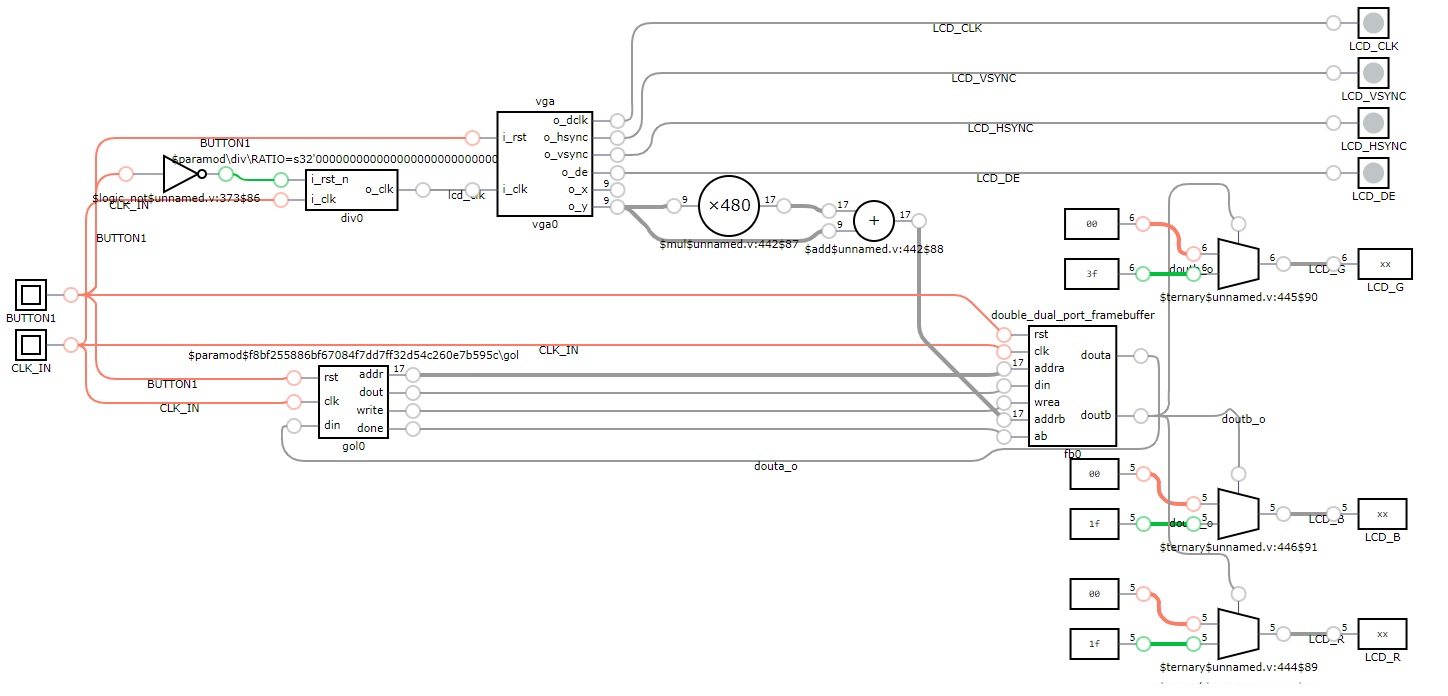 LCD_CLK
LCD_CLK
LCD_VSYNC
LCD_VSYNC
LCD_HSYNC
LCD_HSYNC
LCD_DE
LCD_DE
vga
o_dclk
i_rst
o_hsync
o_vsync
o_de
9
o_x
i_clk
9
o_y
vga0
BUTTON1
$paramod\div\RATIO=s32'00000000000000000000000000
i_rst_n
o_clk
i_clk
div0
lcd_clk
$logic_not$unnamed.v:373$86
CLK_IN
BUTTON1
9
×480
17
$mul$unnamed.v:442$87
17
9
+
17
$add$unnamed.v:442$88
00
6
6
3f
6
6
doutb_o
6
LCD_G
6
xx
LCD_G
$ternary$unnamed.v:445$90
BUTTON1
CLK_IN
double_dual_port_framebuffer
rst
clk
17
addra
din
wrea
17
addrb
ab
douta
doutb
fb0
CLK_IN
$paramod$f8bf255886bf67084f7dd7ff32d54c260e7b595c\gol
rst
addr
17
dout
clk
write
din
done
gol0
BUTTON1
CLK_IN
douta_o
doutb_o
00
5
5
1f
5
5
5
LCD_B
5
xx
LCD_B
$ternary$unnamed.v:446$91
00
5
5
1f
5
5
5
LCD_R
5
xx
LCD_R
$ternary$unnamed.v:444$89